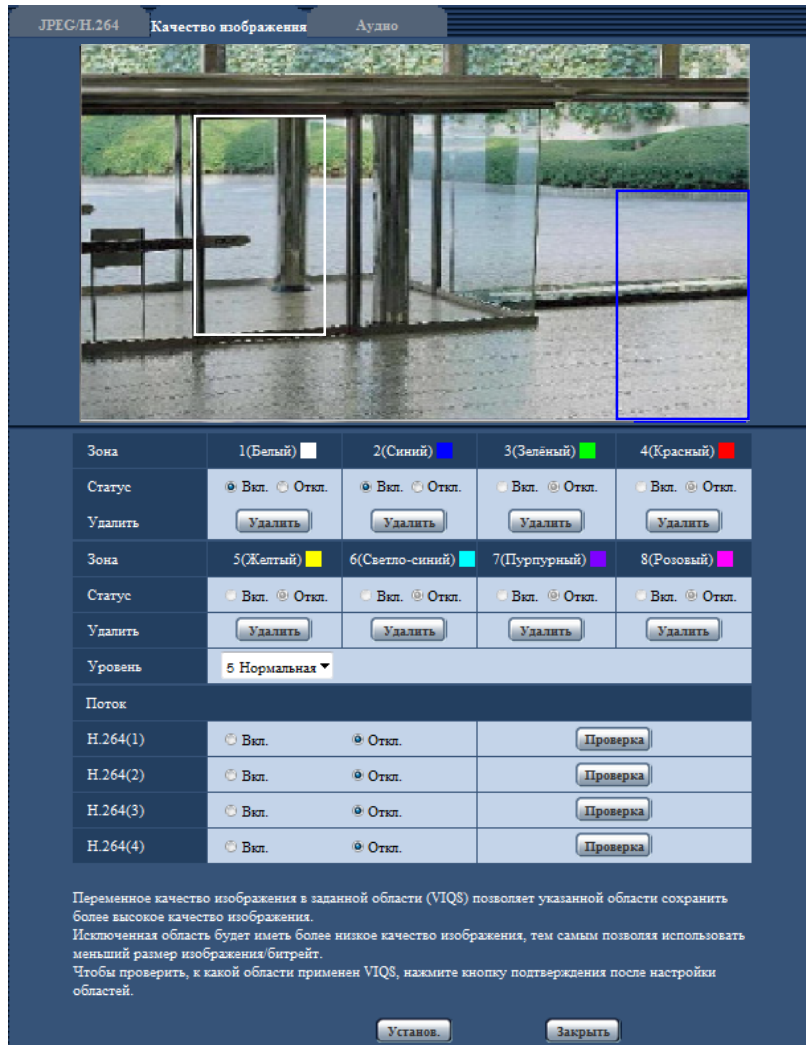 JPEG/H.264 Качество изображения Аудио
Зона 1(Белый) 2(Синий) 3(Зелёный) 4(Красный)
Статус Вкл. Откл. Вкл. Откл. Вкл. Откл. Вкл. Откл.
Удалить Удалить Удалить Удалить Удалить
Зона 5(Желтый) 6(Светло-синий) 7(Пурпурный) 8(Розовый)
Статус Вкл. Откл. Вкл. Откл. Вкл. Откл. Вкл. Откл.
Удалить Удалить Удалить Удалить Удалить
Уровень 5 Нормальная
Поток
H.264(1) Вкл. Откл. Проверка
H.264(2) Вкл. Откл. Проверка
H.264(3) Вкл. Откл. Проверка
H.264(4) Вкл. Откл. Проверка
Переменное качество изображения в заданной области (VIQS) позволяет указанной области сохранить
более высокое качество изображения.
Исключенная область будет иметь более низкое качество изображения, тем самым позволяя использовать
меньший размер изображения/битрейт.
Чтобы проверить, к какой области применен VIQS, нажмите кнопку подтверждения после настройки
областей.
Установ. Закрыть